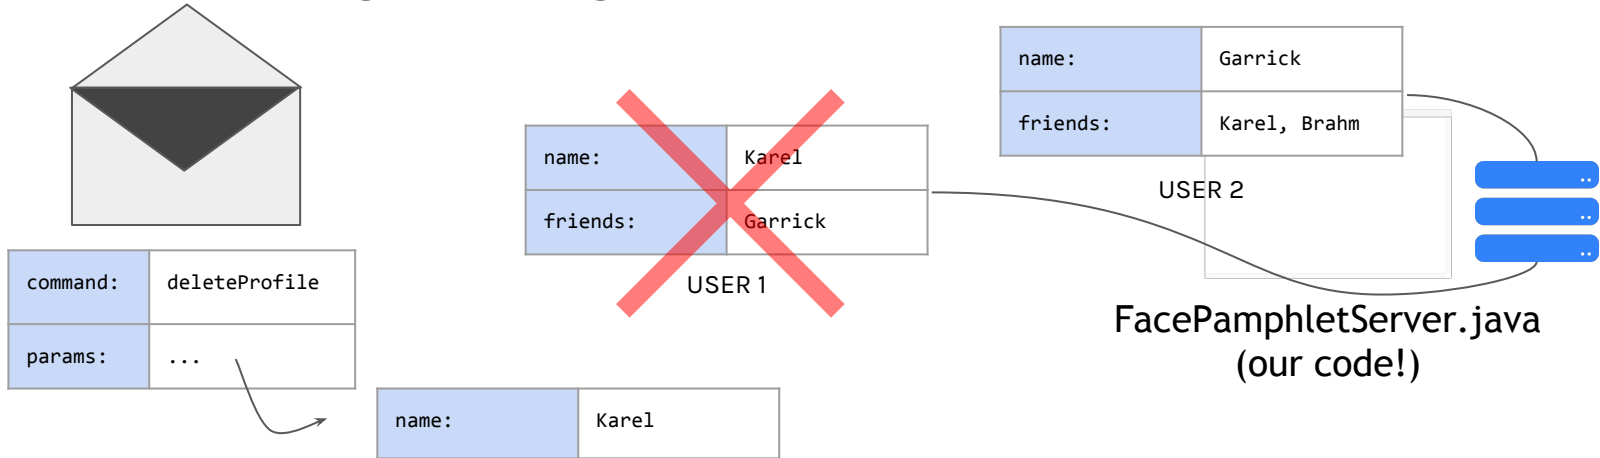 command: deleteProfile
params: ...
name: Karel
name: Karel
friends: Garrick
USER 1
name: Garrick
friends: Karel, Brahm
USER 2
FacePamphletServer.java
(our code!)